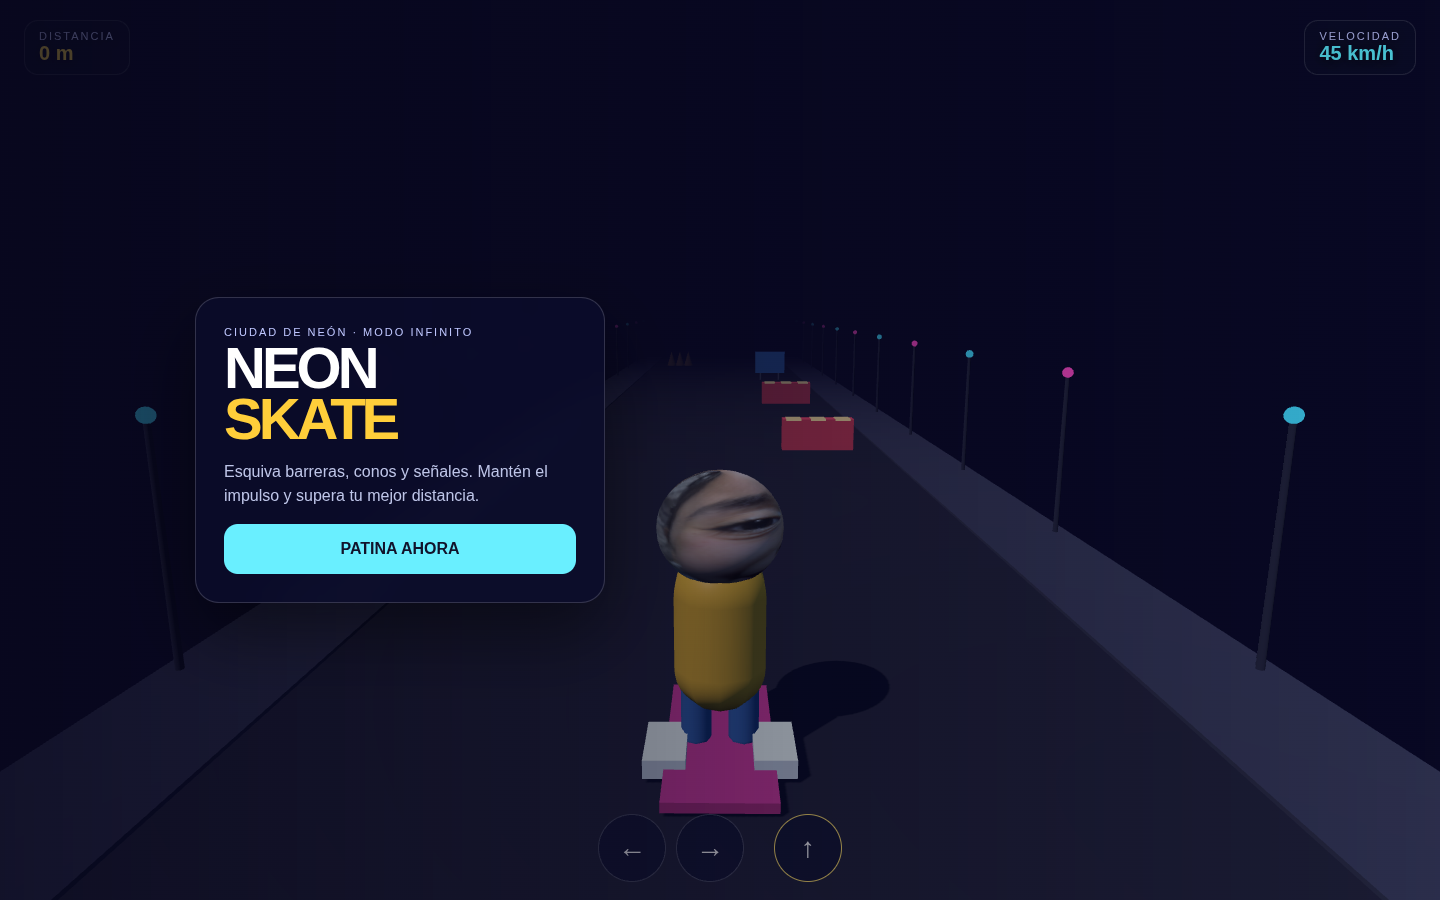 DISTANCIA
0 m
VELOCIDAD
45 km/h
CIUDAD DE NEÓN · MODO INFINITO
NEON
SKATE
Esquiva barreras, conos y señales. Mantén el
impulso y supera tu mejor distancia.
PATINA AHORA
← → ↑